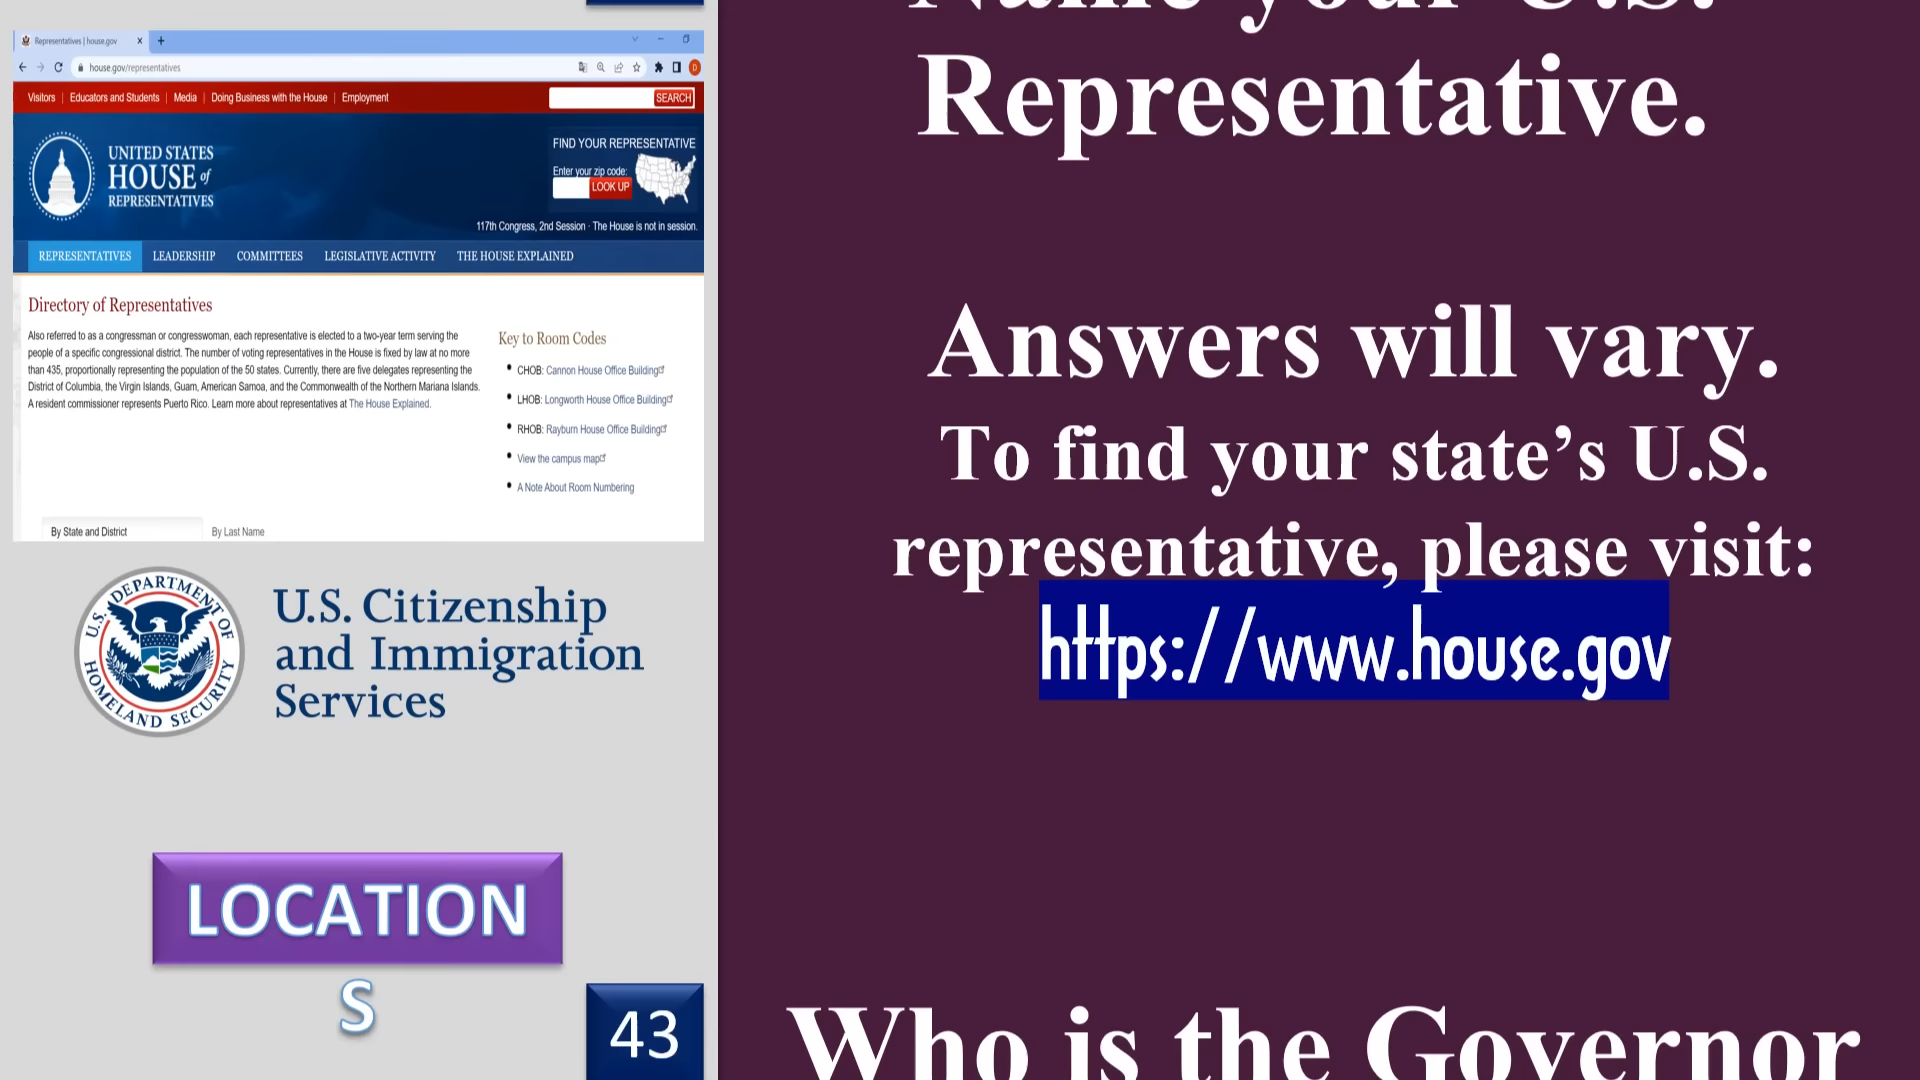 Representatives | house.gov
house.gov/representatives
D
Visitors | Educators and Students | Media | Doing Business with the House | Employment
SEARCH
UNITED STATES
HOUSE of
REPRESENTATIVES
FIND YOUR REPRESENTATIVE
Enter your zip code:
LOOK UP
117th Congress, 2nd Session · The House is not in session.
REPRESENTATIVES LEADERSHIP COMMITTEES LEGISLATIVE ACTIVITY THE HOUSE EXPLAINED
Directory of Representatives
Also referred to as a congressman or congresswoman, each representative is elected to a two-year term serving the
people of a specific congressional district. The number of voting representatives in the House is fixed by law at no more
than 435, proportionally representing the population of the 50 states. Currently, there are five delegates representing the
District of Columbia, the Virgin Islands, Guam, American Samoa, and the Commonwealth of the Northern Mariana Islands.
A resident commissioner represents Puerto Rico. Learn more about representatives at The House Explained.
Key to Room Codes
• CHOB: Cannon House Office Building
• LHOB: Longworth House Office Building
• RHOB: Rayburn House Office Building
• View the campus map
• A Note About Room Numbering
By State and District
By Last Name
U.S. DEPARTMENT OF
HOMELAND SECURITY
U.S. Citizenship
and Immigration
Services
LOCATION
S
43
Name your U.S.
Representative.
Answers will vary.
To find your state’s U.S.
representative, please visit:
https://www.house.gov
Who is the Governor